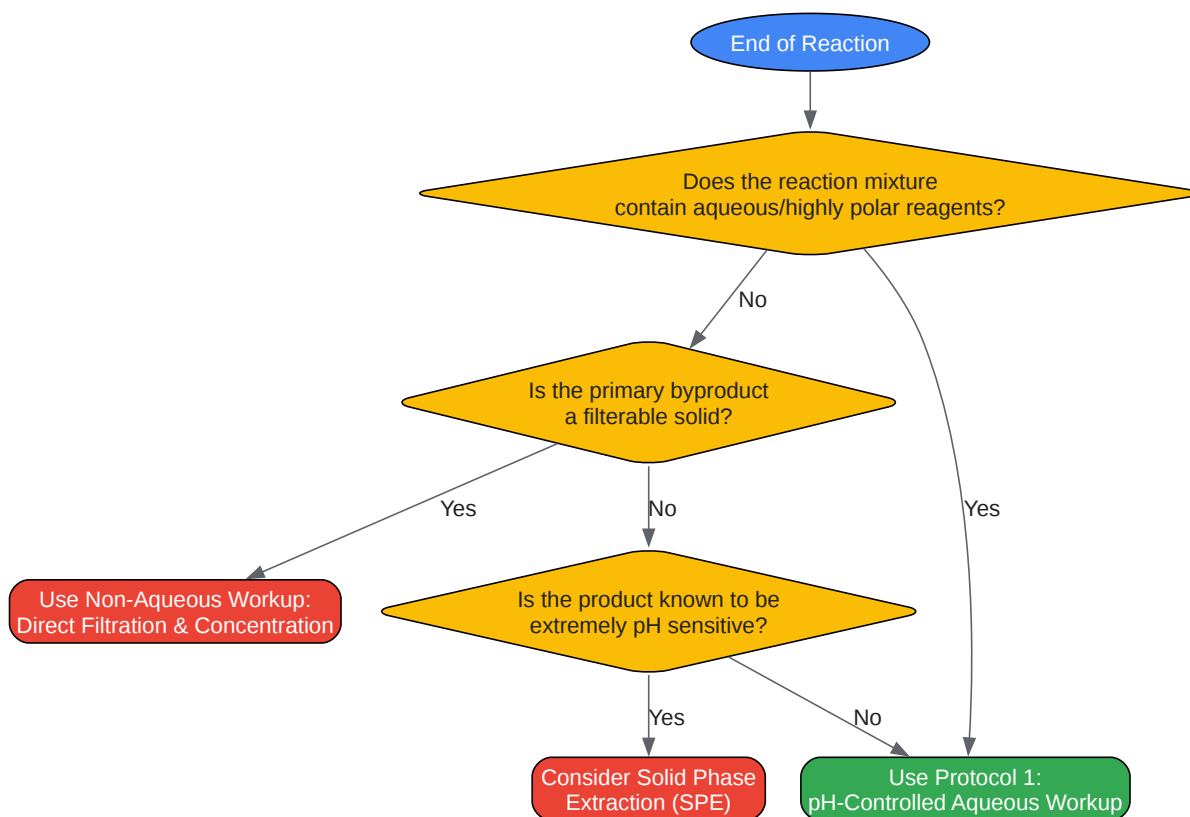 End of Reaction
Does the reaction mixture
contain aqueous/highly polar reagents?
No
Is the primary byproduct
a filterable solid?
Yes
No
Yes
Use Non-Aqueous Workup:
Direct Filtration & Concentration
Is the product known to be
extremely pH sensitive?
Yes
No
Consider Solid Phase
Extraction (SPE)
Use Protocol 1:
pH-Controlled Aqueous Workup